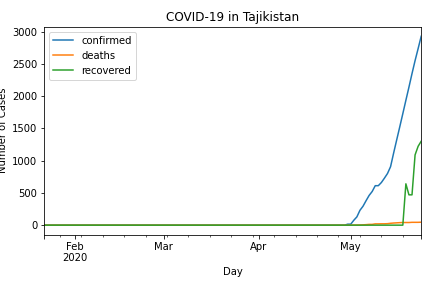 COVID-19 in Tajikistan
confirmed
deaths
recovered
3000
2500
2000
1500
1000
500
0
Number of Cases
Feb
2020
Mar
Apr
May
Day